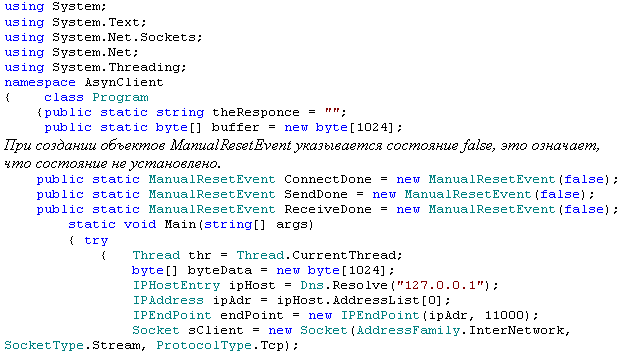 using System;
using System.Text;
using System.Net.Sockets;
using System.Net;
using System.Threading;
namespace AsynClient
{    class Program
    {public static string theResponce = "";
     public static byte[] buffer = new byte[1024];
При создании объектов ManualResetEvent указывается состояние false, это означает,
что состояние не установлено.
    public static ManualResetEvent ConnectDone = new ManualResetEvent(false);
    public static ManualResetEvent SendDone = new ManualResetEvent(false);
    public static ManualResetEvent ReceiveDone = new ManualResetEvent(false);
        static void Main(string[] args)
        { try
            {   Thread thr = Thread.CurrentThread;
                byte[] byteData = new byte[1024];
                IPHostEntry ipHost = Dns.Resolve("127.0.0.1");
                IPAddress ipAdr = ipHost.AddressList[0];
                IPEndPoint endPoint = new IPEndPoint(ipAdr, 11000);
                Socket sClient = new Socket(AddressFamily.InterNetwork,
SocketType.Stream, ProtocolType.Tcp);